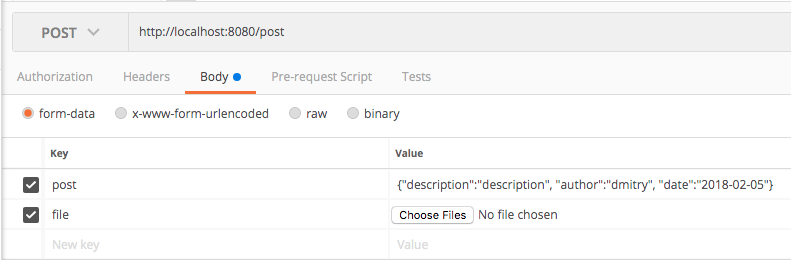 POST http://localhost:8080/post
Authorization Headers Body Pre-request Script Tests
form-data x-www-form-urlencoded raw binary
Key Value
post {"description":"description", "author":"dmitry", "date":"2018-02-05"}
file Choose Files No file chosen
New key Value